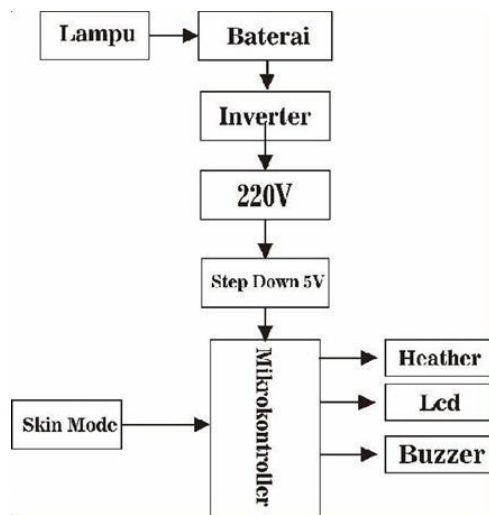 Lampu
Baterai
Inverter
220V
Step Down 5V
Mikrokontroller
Heather
Lcd
Skin Mode
Buzzer